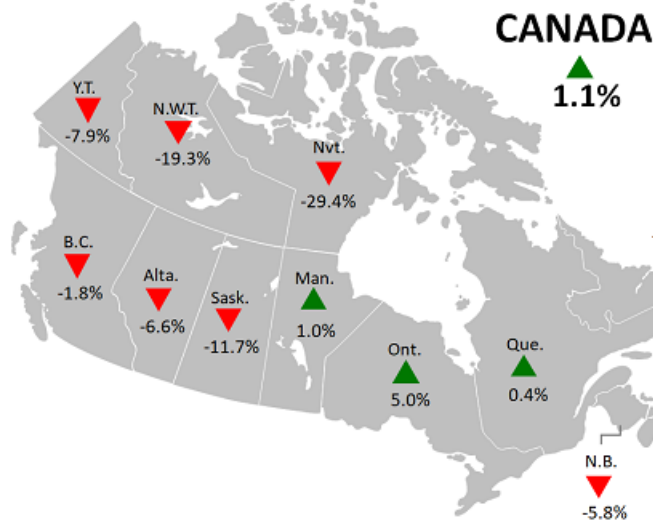 CANADA
1.1%
Y.T.
-7.9%
N.W.T.
-19.3%
Nvt.
-29.4%
B.C.
-1.8%
Alta.
-6.6%
Sask.
-11.7%
Man.
1.0%
Ont.
5.0%
Que.
0.4%
N.B.
-5.8%